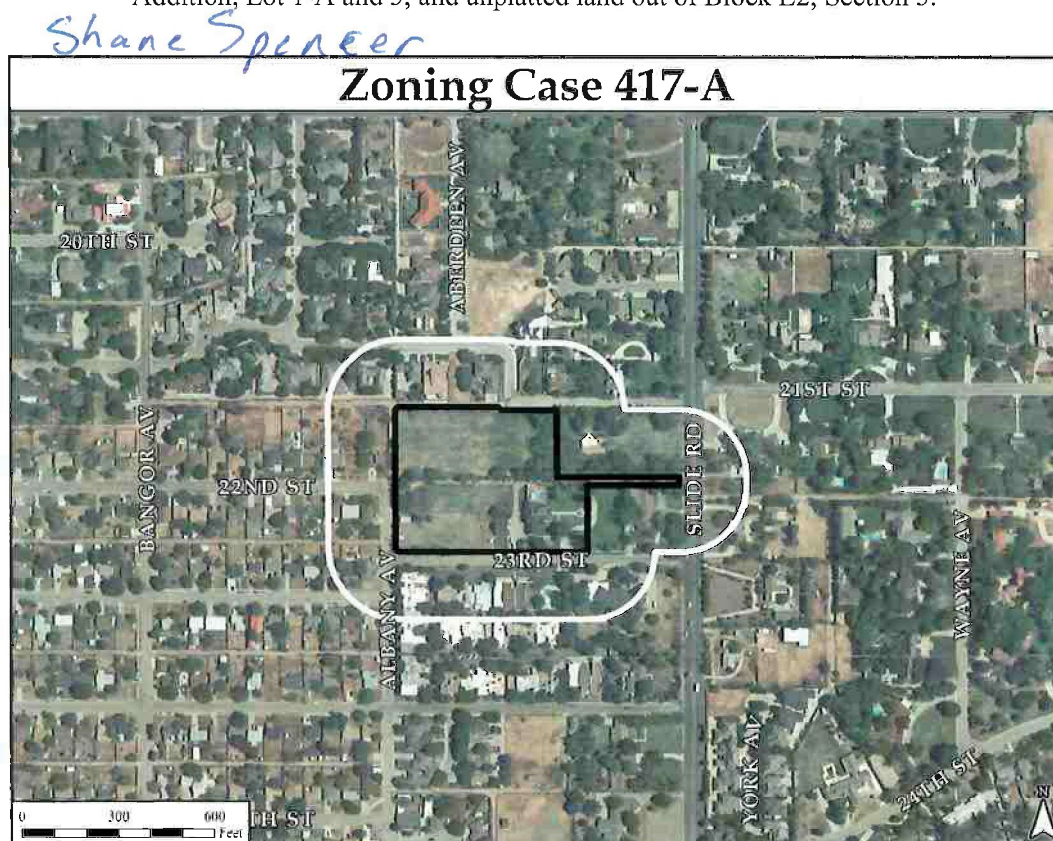 Addition, Lot 1-A and 3, and unplatted land out of Block E2, Section 3.
Shane Spencer
Zoning Case 417-A
ABERDEEN AV
20TH ST
21ST ST
BANGOR AV
22ND ST
SLIDE RD
23RD ST
WAYNE AV
ALBANY AV
YORK AV
24TH ST
N
0 300 600
Feet
TH ST